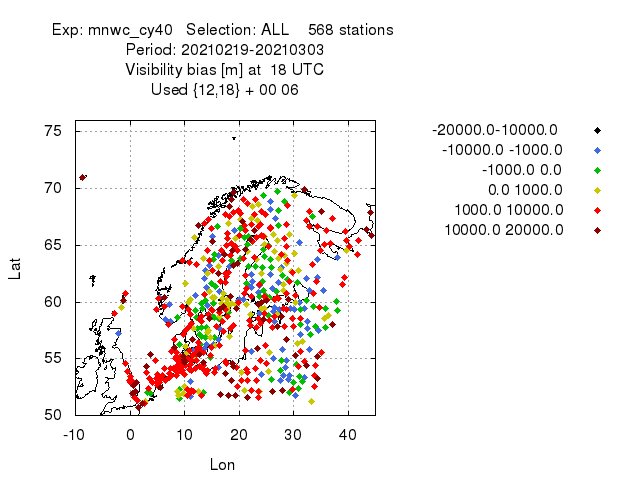 Exp: mnwc_cy40 Selection: ALL 568 stations
Period: 20210219-20210303
Visibility bias [m] at 18 UTC
Used {12,18} + 00 06
-20000.0-10000.0
-10000.0 -1000.0
-1000.0 0.0
0.0 1000.0
1000.0 10000.0
10000.0 20000.0
75
70
65
60
55
50
Lat
-10 0 10 20 30 40
Lon